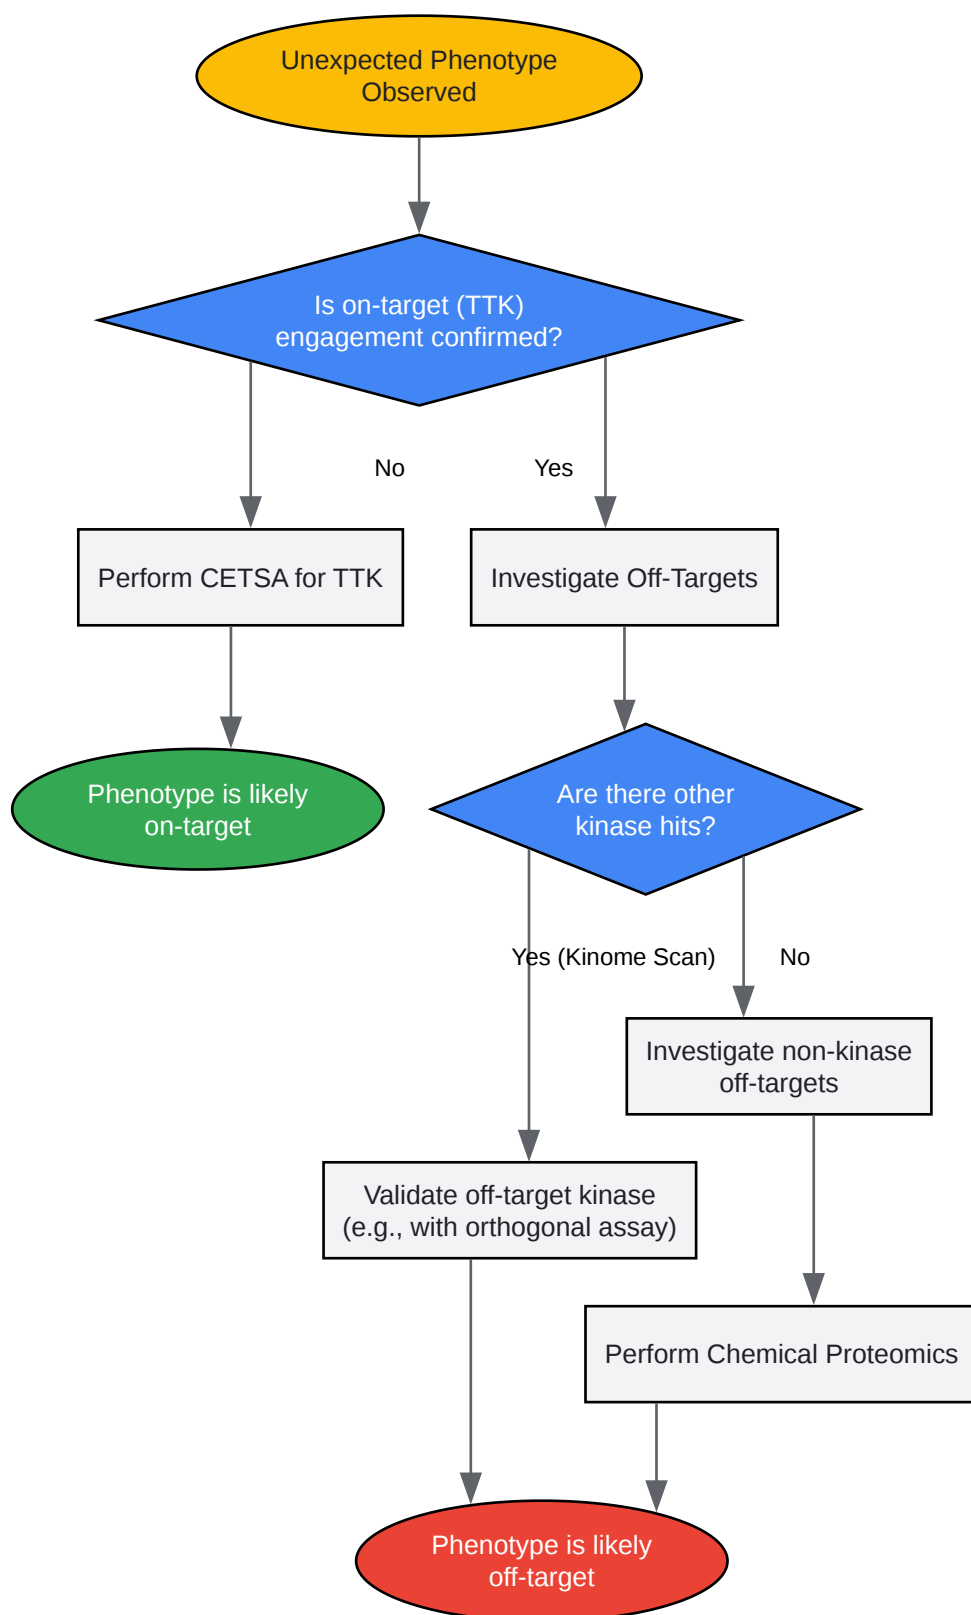 Unexpected Phenotype
Observed
Is on-target (TTK)
engagement confirmed?
No
Yes
Perform CETSA for TTK
Investigate Off-Targets
Phenotype is likely
on-target
Are there other
kinase hits?
Yes (Kinome Scan)
No
Investigate non-kinase
off-targets
Validate off-target kinase
(e.g., with orthogonal assay)
Perform Chemical Proteomics
Phenotype is likely
off-target